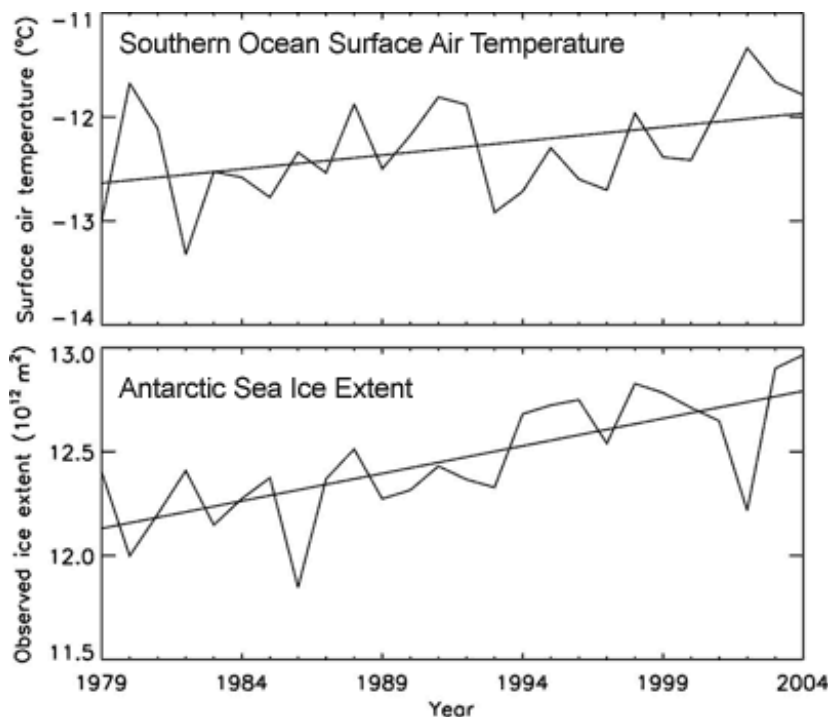 Southern Ocean Surface Air Temperature
Surface air temperature (°C)
-11
-12
-13
-14
Antarctic Sea Ice Extent
Observed ice extent (10¹² m²)
13.0
12.5
12.0
11.5
1979 1984 1989 1994 1999 2004
Year